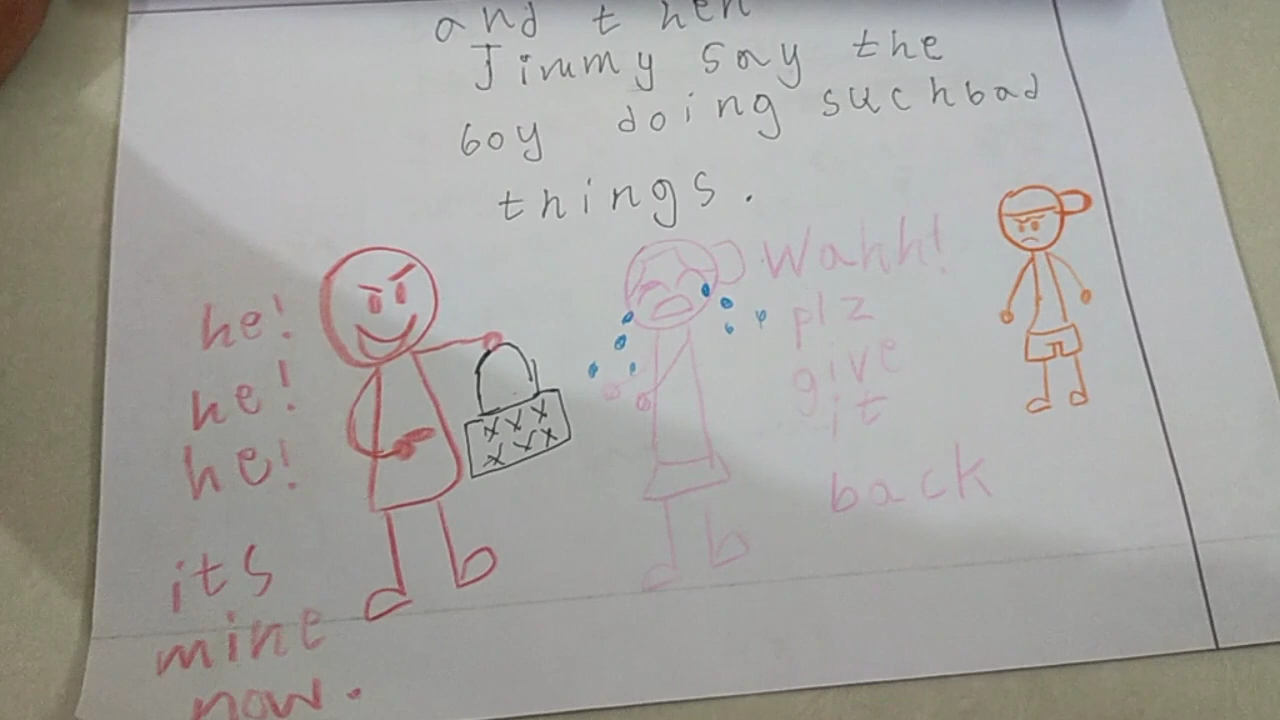 and then
Jimmy say the
boy doing such bad
things.
he!
he!
he!
its
mine
now.
Wahh!
plz
give
it
back